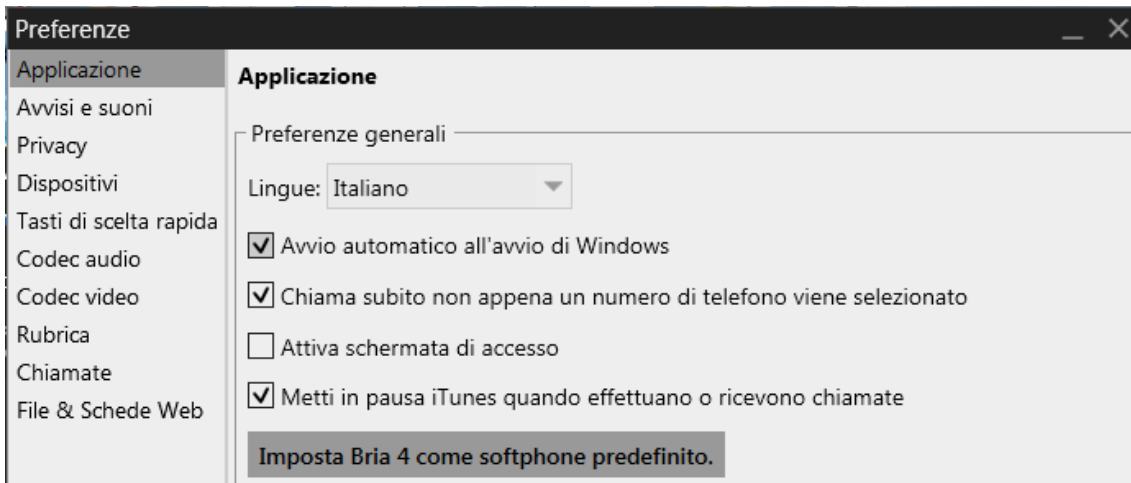 Preferenze
Applicazione
Avvisi e suoni
Privacy
Dispositivi
Tasti di scelta rapida
Codec audio
Codec video
Rubrica
Chiamate
File & Schede Web
Applicazione
Preferenze generali
Lingue: Italiano
Avvio automatico all'avvio di Windows
Chiama subito non appena un numero di telefono viene selezionato
Attiva schermata di accesso
Metti in pausa iTunes quando effettuano o ricevono chiamate
Imposta Bria 4 come softphone predefinito.